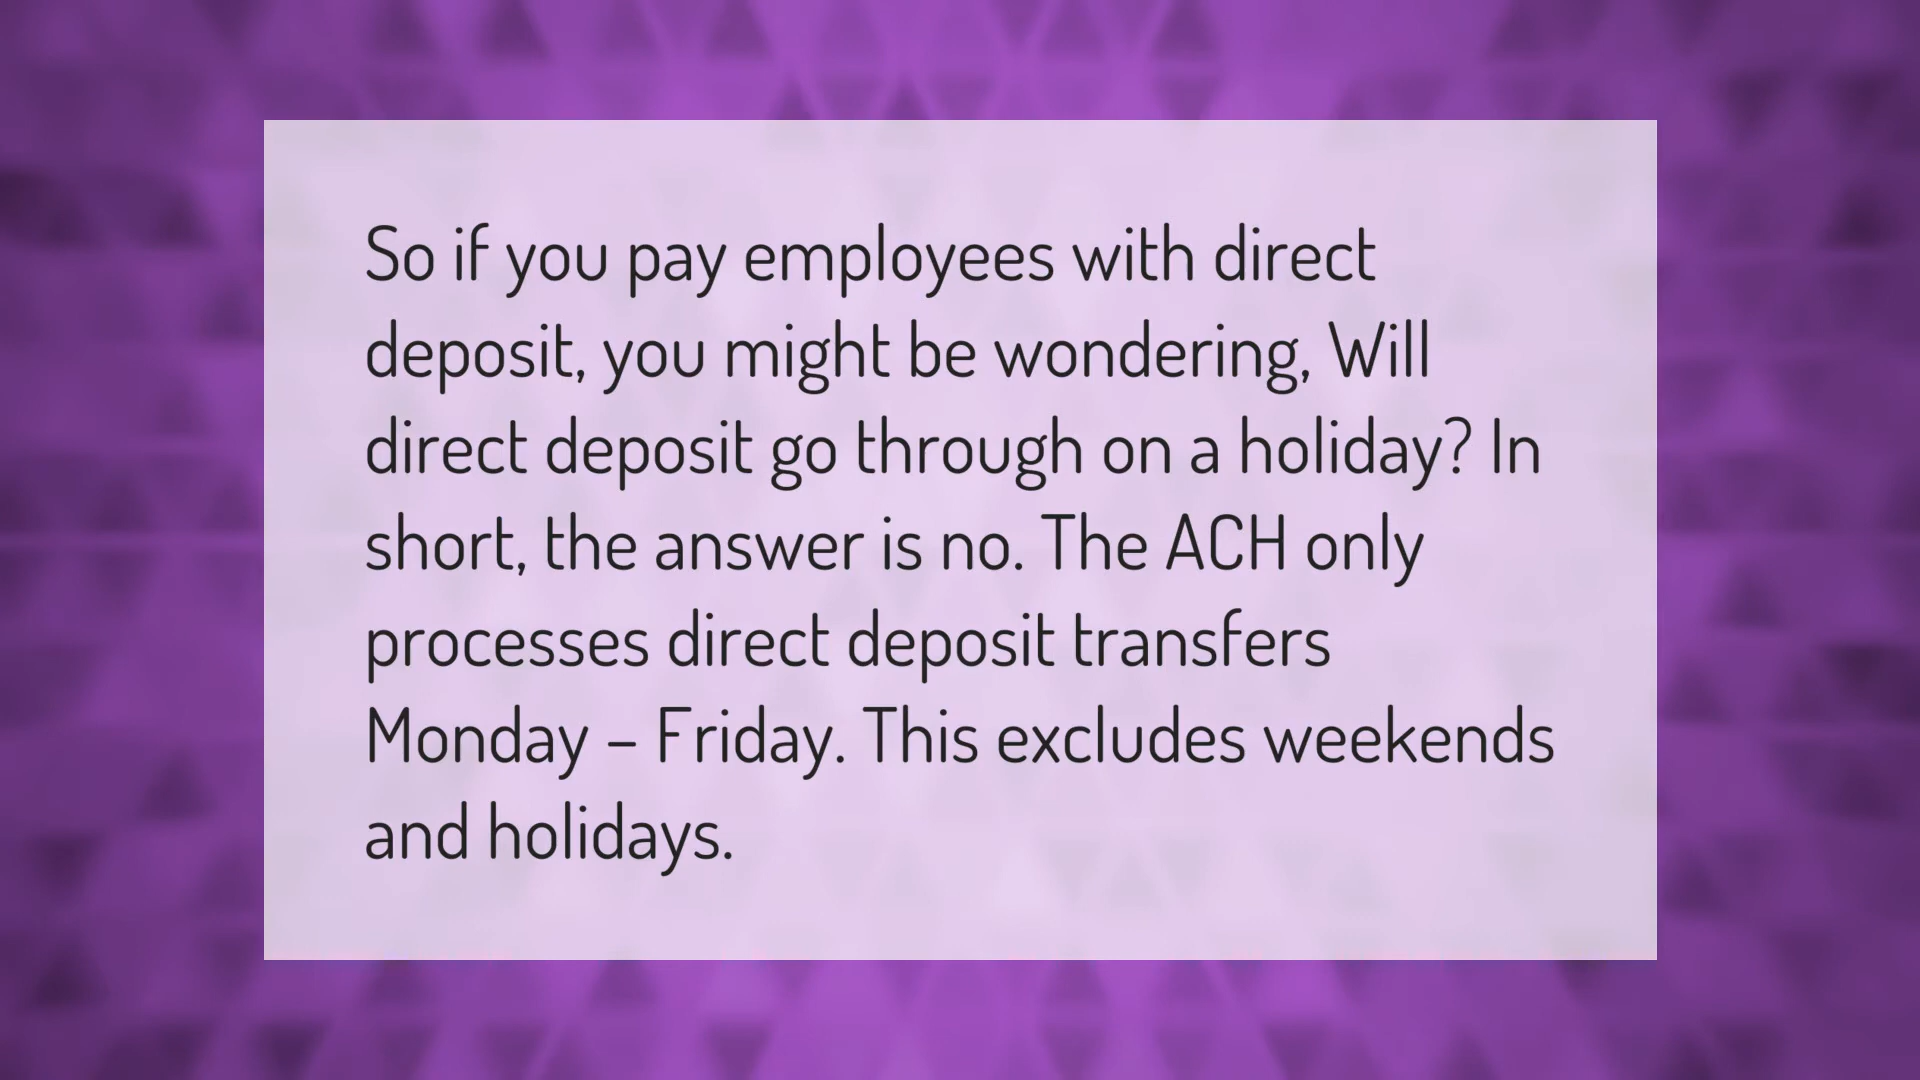 So if you pay employees with direct
deposit, you might be wondering, Will
direct deposit go through on a holiday? In
short, the answer is no. The ACH only
processes direct deposit transfers
Monday – Friday. This excludes weekends
and holidays.